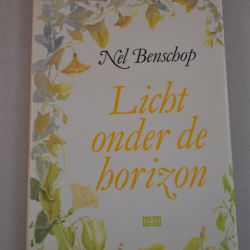 Nel Benschop
Licht
onder de
horizon